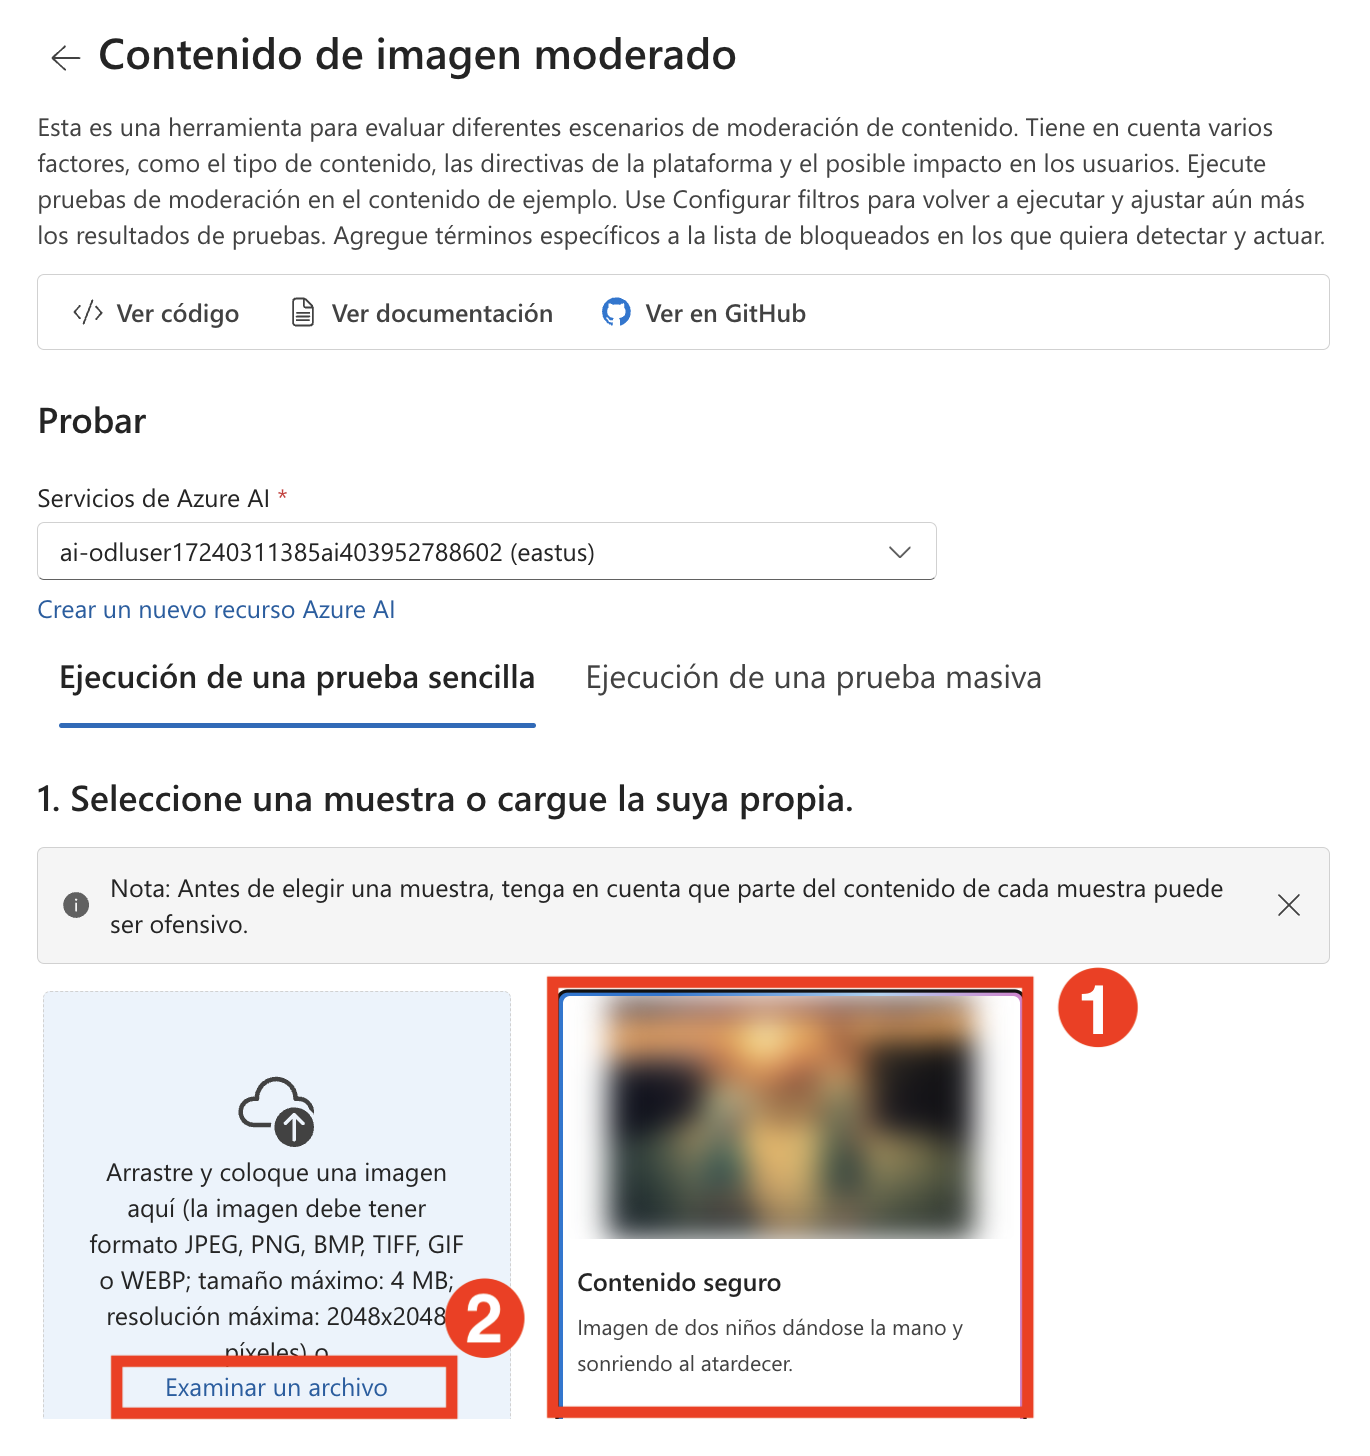 Contenido de imagen moderado
Esta es una herramienta para evaluar diferentes escenarios de moderación de contenido. Tiene en cuenta varios
factores, como el tipo de contenido, las directivas de la plataforma y el posible impacto en los usuarios. Ejecute
pruebas de moderación en el contenido de ejemplo. Use Configurar filtros para volver a ejecutar y ajustar aún más
los resultados de pruebas. Agregue términos específicos a la lista de bloqueados en los que quiera detectar y actuar.
Ver código Ver documentación Ver en GitHub
Probar
Servicios de Azure AI *
ai-odluser17240311385ai403952788602 (eastus)
Crear un nuevo recurso Azure AI
Ejecución de una prueba sencilla Ejecución de una prueba masiva
1. Seleccione una muestra o cargue la suya propia.
Nota: Antes de elegir una muestra, tenga en cuenta que parte del contenido de cada muestra puede
ser ofensivo.
Arrastre y coloque una imagen
aquí (la imagen debe tener
formato JPEG, PNG, BMP, TIFF, GIF
o WEBP; tamaño máximo: 4 MB;
resolución máxima: 2048x2048
píxeles) o
Examinar un archivo
2
1
Contenido seguro
Imagen de dos niños dándose la mano y
sonriendo al atardecer.